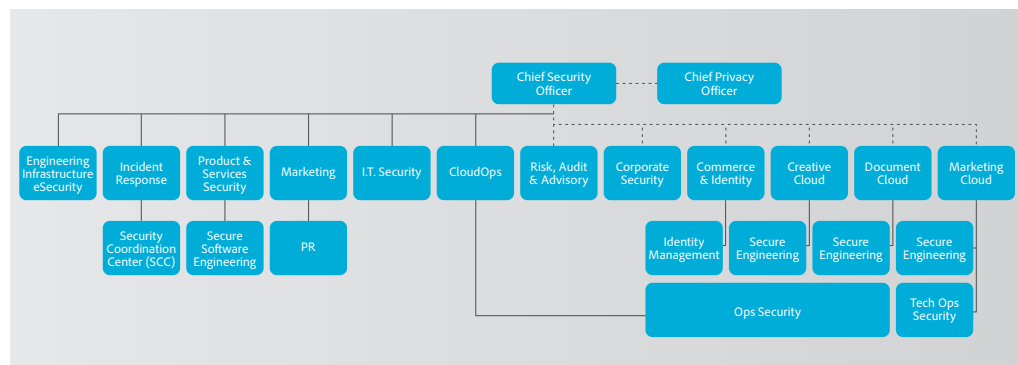 Chief Security
Officer
Chief Privacy
Officer
Engineering
Infrastructure
eSecurity
Incident
Response
Product &
Services
Security
Marketing
I.T. Security
CloudOps
Risk, Audit
& Advisory
Corporate
Security
Commerce
& Identity
Creative
Cloud
Document
Cloud
Marketing
Cloud
Security
Coordination
Center (SCC)
Secure
Software
Engineering
PR
Identity
Management
Secure
Engineering
Secure
Engineering
Secure
Engineering
Ops Security
Tech Ops
Security